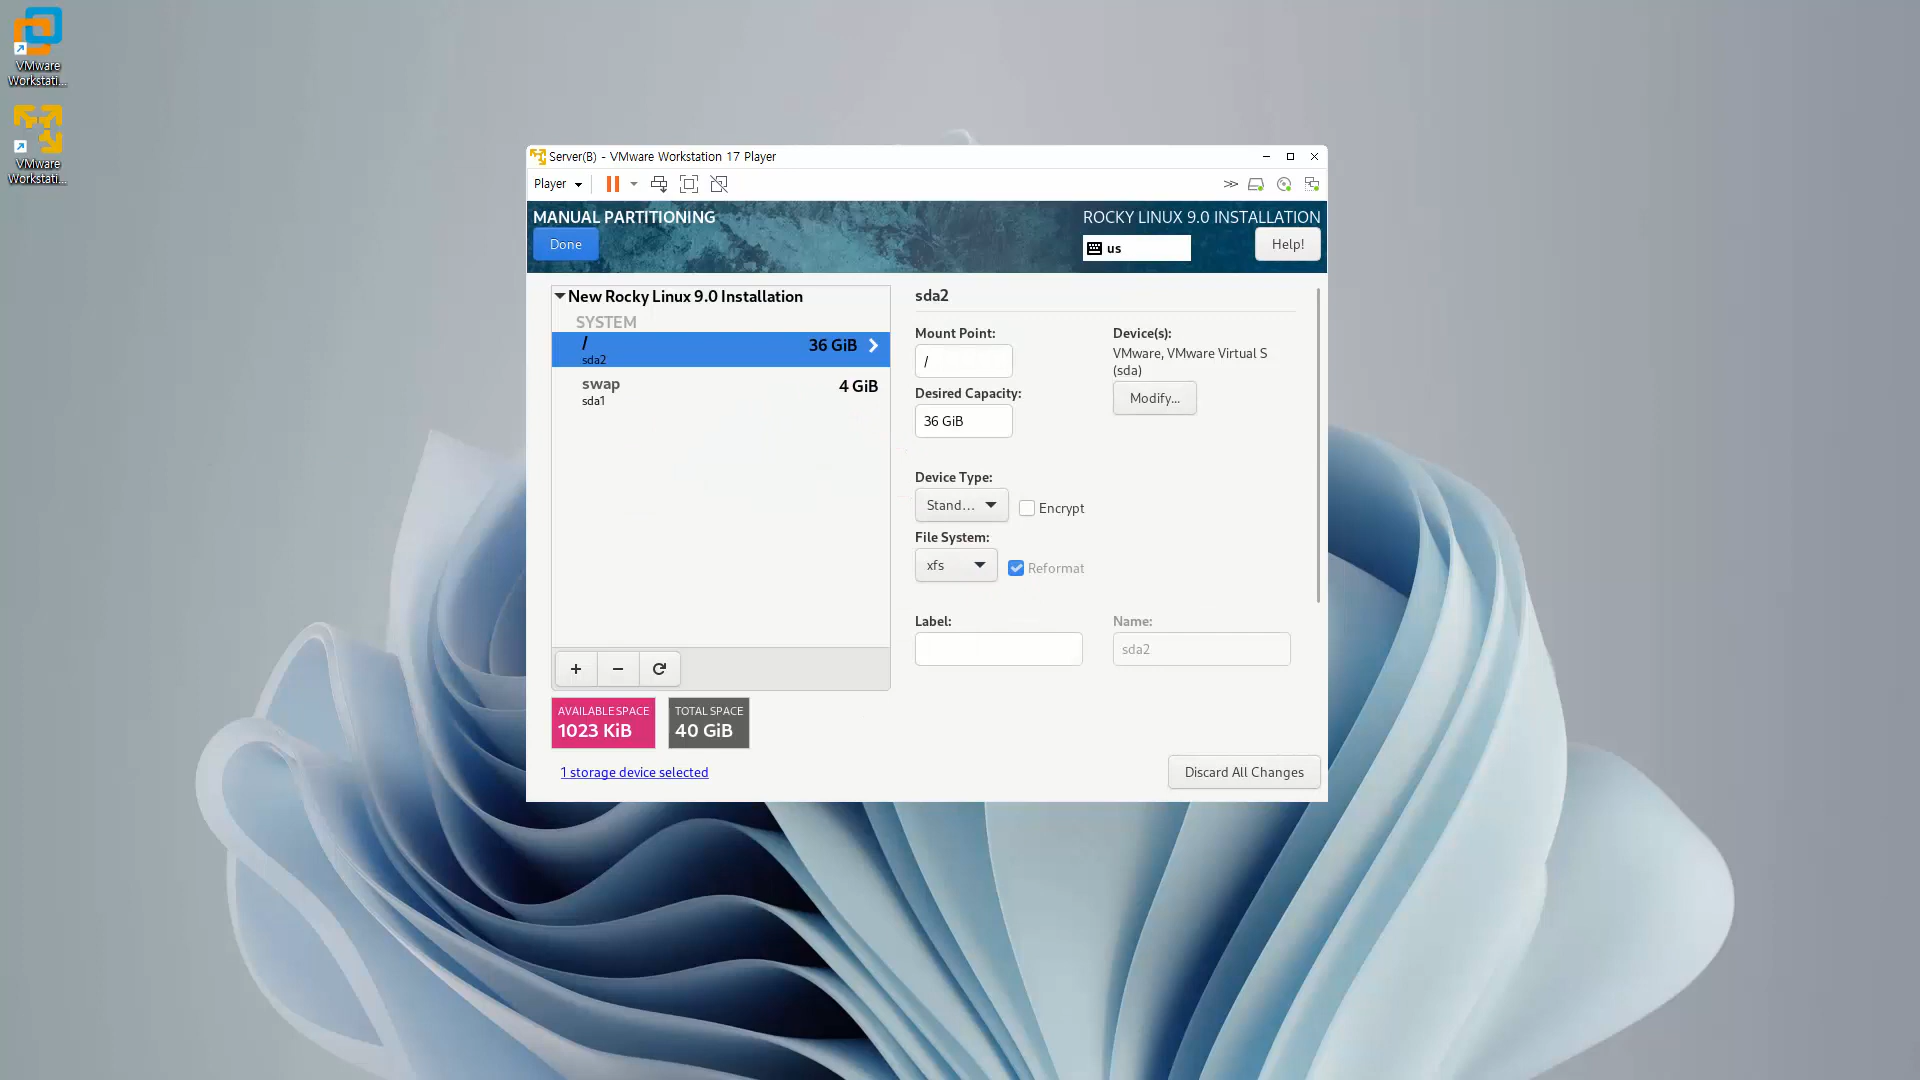 VMware
Workstati...
VMware
Workstati...
Server(B) - VMware Workstation 17 Player
Player
MANUAL PARTITIONING
ROCKY LINUX 9.0 INSTALLATION
Done
us
Help!
New Rocky Linux 9.0 Installation
SYSTEM
/
36 GiB
sda2
swap
4 GiB
sda1
sda2
Mount Point:
/
Device(s):
VMware, VMware Virtual S
(sda)
Modify...
Desired Capacity:
36 GiB
Device Type:
Stand...
Encrypt
File System:
xfs
Reformat
Label:
Name:
sda2
+
-
AVAILABLE SPACE
1023 KiB
TOTAL SPACE
40 GiB
1 storage device selected
Discard All Changes